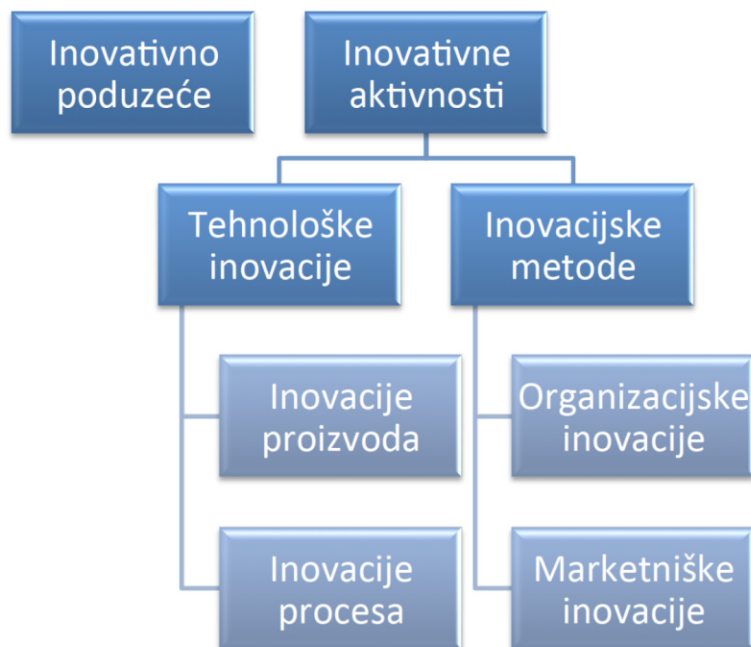 Inovativno
poduzeće
Inovativne
aktivnosti
Tehnološke
inovacije
Inovacijske
metode
Inovacije
proizvoda
Organizacijske
inovacije
Inovacije
procesa
Marketniške
inovacije